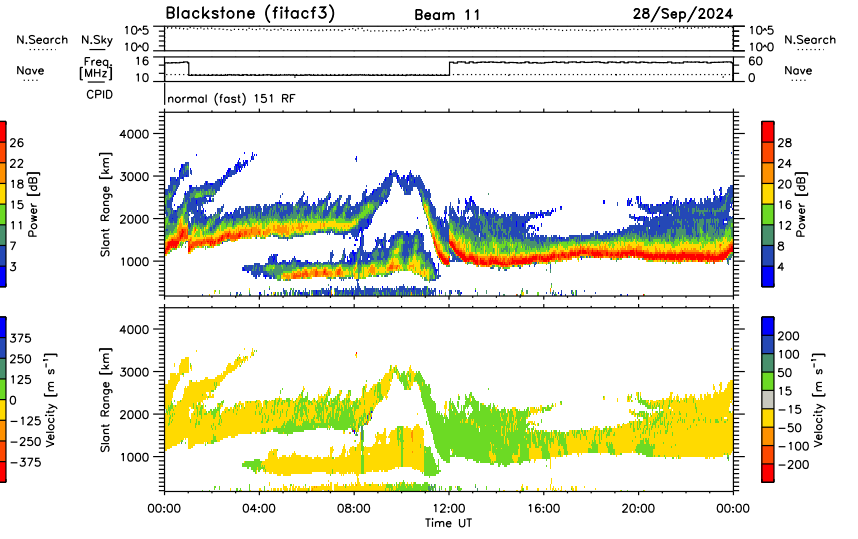 Blackstone (fitacf3)
Beam 11
28/Sep/2024
N.Search
N.Sky
10^5
10^0
10^5
10^0
N.Search
Nave
Freq.
[MHz]
16
10
60
0
Nave
CPID
normal (fast) 151 RF
26
22
18
15
11
7
3
Power [dB]
Slant Range [km]
4000
3000
2000
1000
28
24
20
16
12
8
4
Power [dB]
375
250
125
0
−125
−250
−375
Velocity [m s⁻¹]
Slant Range [km]
4000
3000
2000
1000
200
100
50
15
−15
−50
−100
−200
Velocity [m s⁻¹]
00:00 04:00 08:00 12:00 16:00 20:00 00:00
Time UT